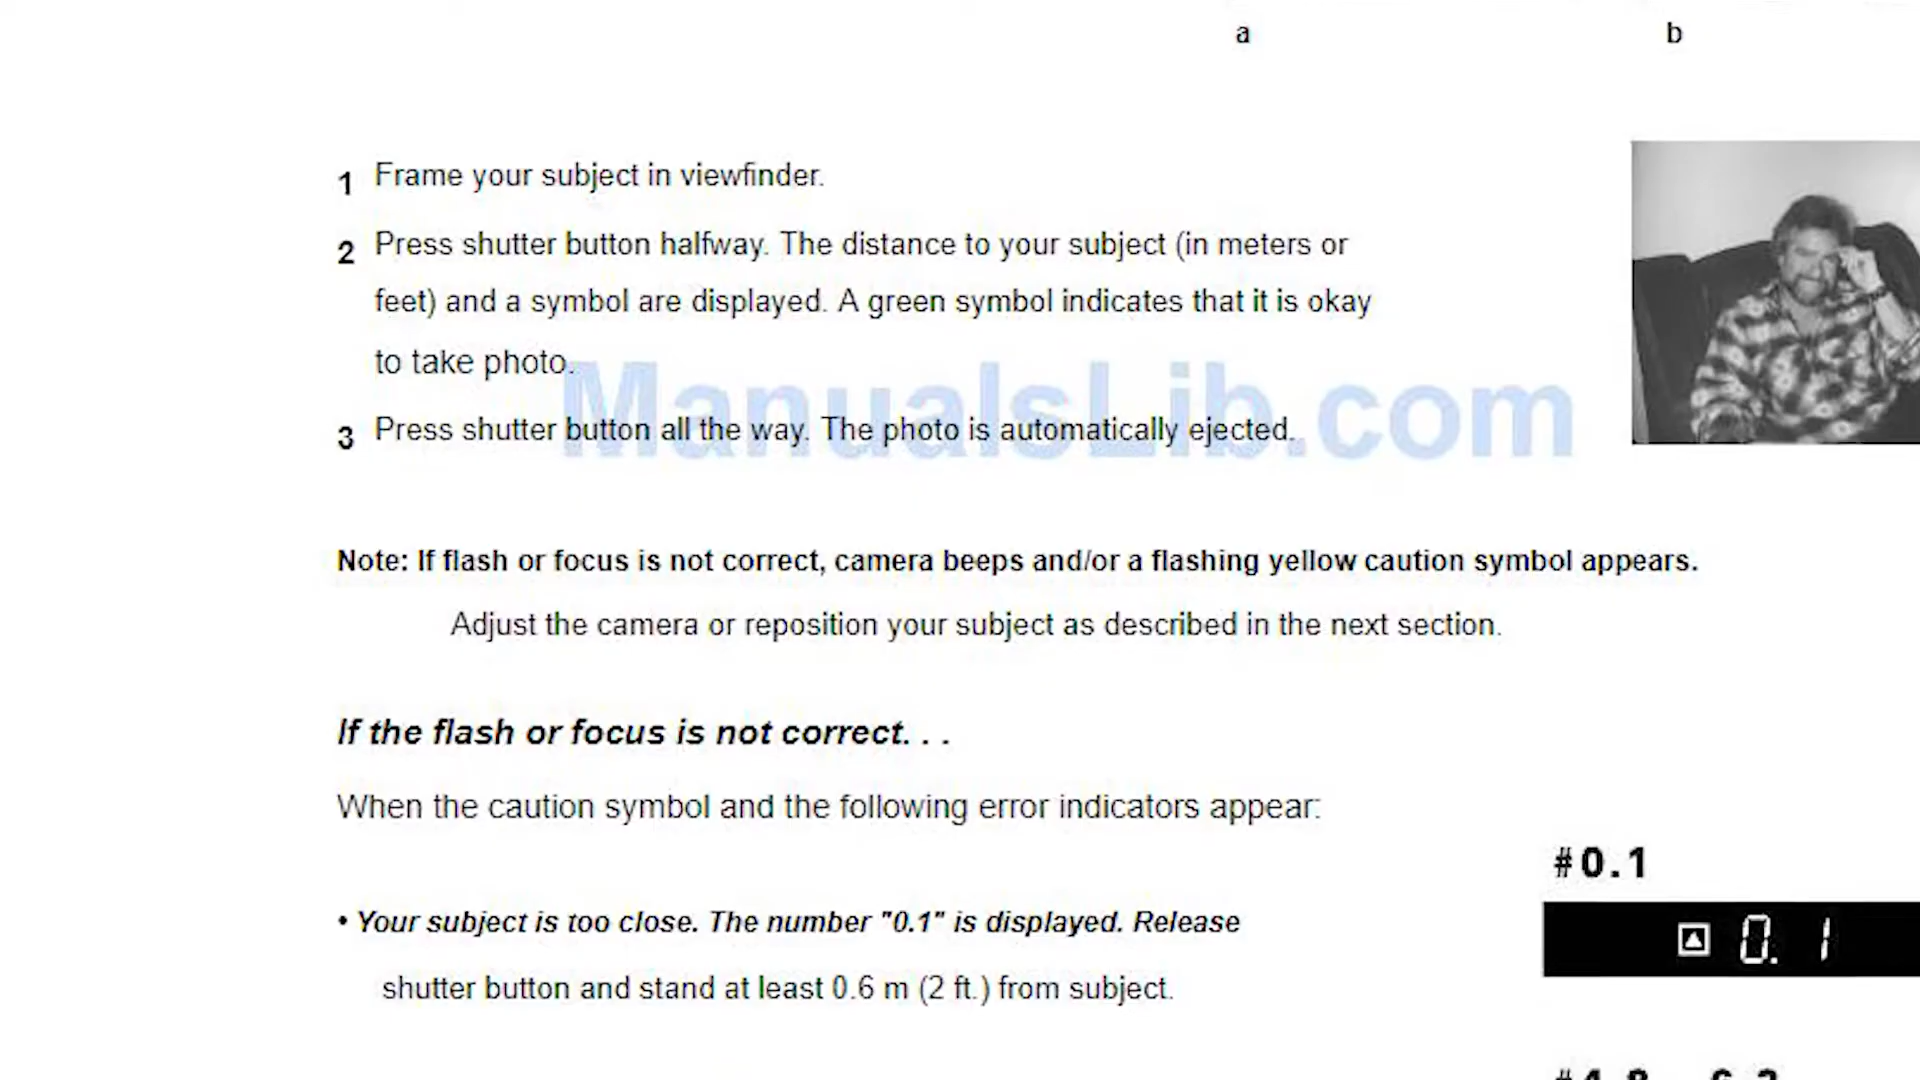 a b
1 Frame your subject in viewfinder.
2 Press shutter button halfway. The distance to your subject (in meters or
feet) and a symbol are displayed. A green symbol indicates that it is okay
to take photo.
ManualsLib.com
3 Press shutter button all the way. The photo is automatically ejected.
Note: If flash or focus is not correct, camera beeps and/or a flashing yellow caution symbol appears.
Adjust the camera or reposition your subject as described in the next section.
If the flash or focus is not correct. . .
When the caution symbol and the following error indicators appear:
#0.1
• Your subject is too close. The number "0.1" is displayed. Release
0. 1
shutter button and stand at least 0.6 m (2 ft.) from subject.